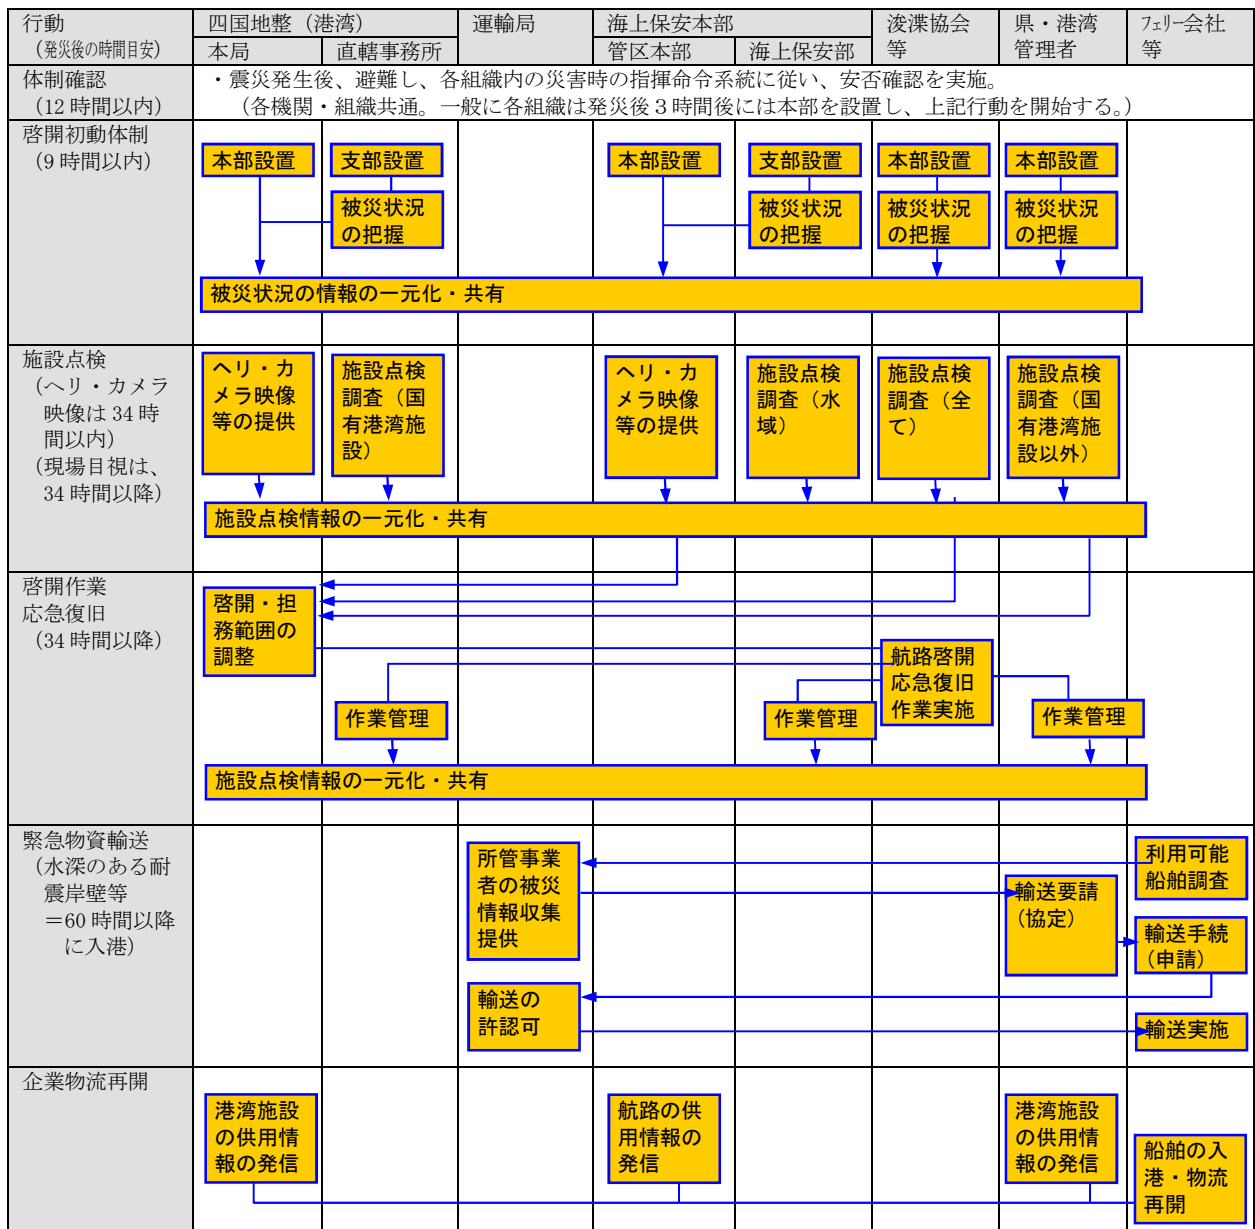 行動
（発災後の時間目安）
四国地整（港湾）
運輸局
海上保安本部
浚渫協会
等
県・港湾
管理者
フェリー会社
等
本局
直轄事務所
管区本部
海上保安部
体制確認
（12 時間以内）
・震災発生後、避難し、各組織内の災害時の指揮命令系統に従い、安否確認を実施。
（各機関・組織共通。一般に各組織は発災後３時間後には本部を設置し、上記行動を開始する。）
啓開初動体制
（9 時間以内）
本部設置
支部設置
本部設置
支部設置
本部設置
本部設置
被災状況
の把握
被災状況
の把握
被災状況
の把握
被災状況
の把握
被災状況の情報の一元化・共有
施設点検
（ヘリ・カメラ
映像は 34 時
間以内）
（現場目視は、
34 時間以降）
ヘリ・カ
メラ映像
等の提供
施設点検
調査（国
有港湾施
設）
ヘリ・カ
メラ映像
等の提供
施設点検
調査（水
域）
施設点検
調査（全
て）
施設点検
調査（国
有港湾施
設以外）
施設点検情報の一元化・共有
啓開作業
応急復旧
（34 時間以降）
啓開・担
務範囲の
調整
航路啓開
応急復旧
作業実施
作業管理
作業管理
作業管理
施設点検情報の一元化・共有
緊急物資輸送
（水深のある耐
震岸壁等
＝60 時間以降
に入港）
所管事業
者の被災
情報収集
提供
利用可能
船舶調査
輸送要請
（協定）
輸送手続
（申請）
輸送の
許認可
輸送実施
企業物流再開
港湾施設
の供用情
報の発信
航路の供
用情報の
発信
港湾施設
の供用情
報の発信
船舶の入
港・物流
再開